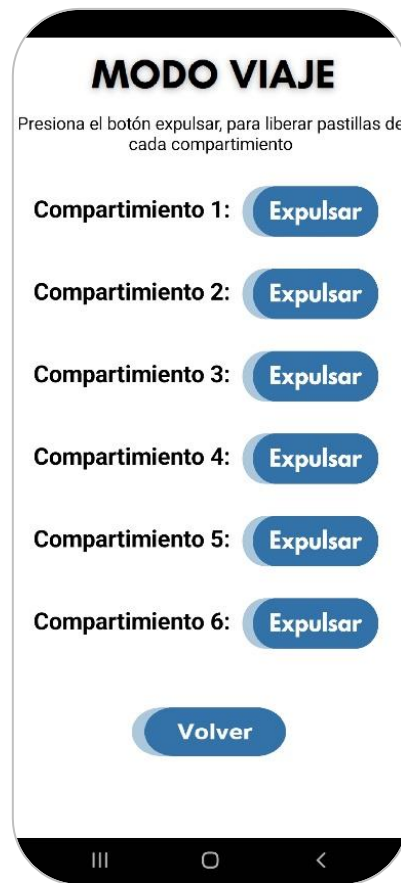 MODO VIAJE
Presiona el botón expulsar, para liberar pastillas de
cada compartimiento
Compartimiento 1: Expulsar
Compartimiento 2: Expulsar
Compartimiento 3: Expulsar
Compartimiento 4: Expulsar
Compartimiento 5: Expulsar
Compartimiento 6: Expulsar
Volver